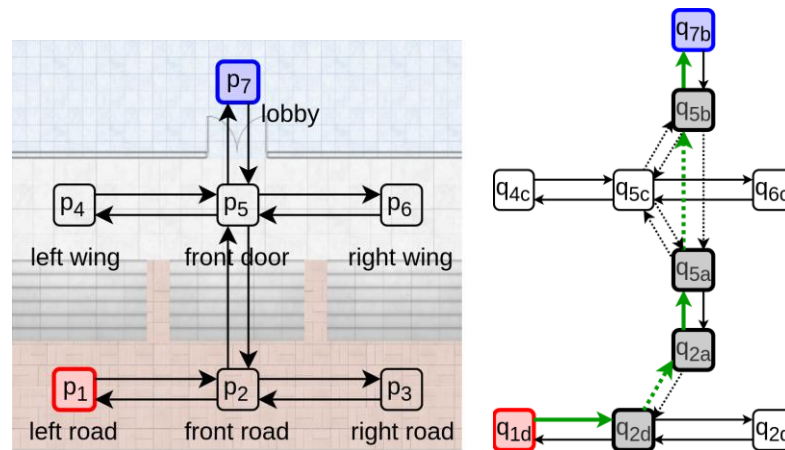 p7
lobby
p4 p5 p6
left wing front door right wing
p1 p2 p3
left road front road right road
q7b
q5b
q4c q5c q6c
q5a
q2a
q1d q2d q2d